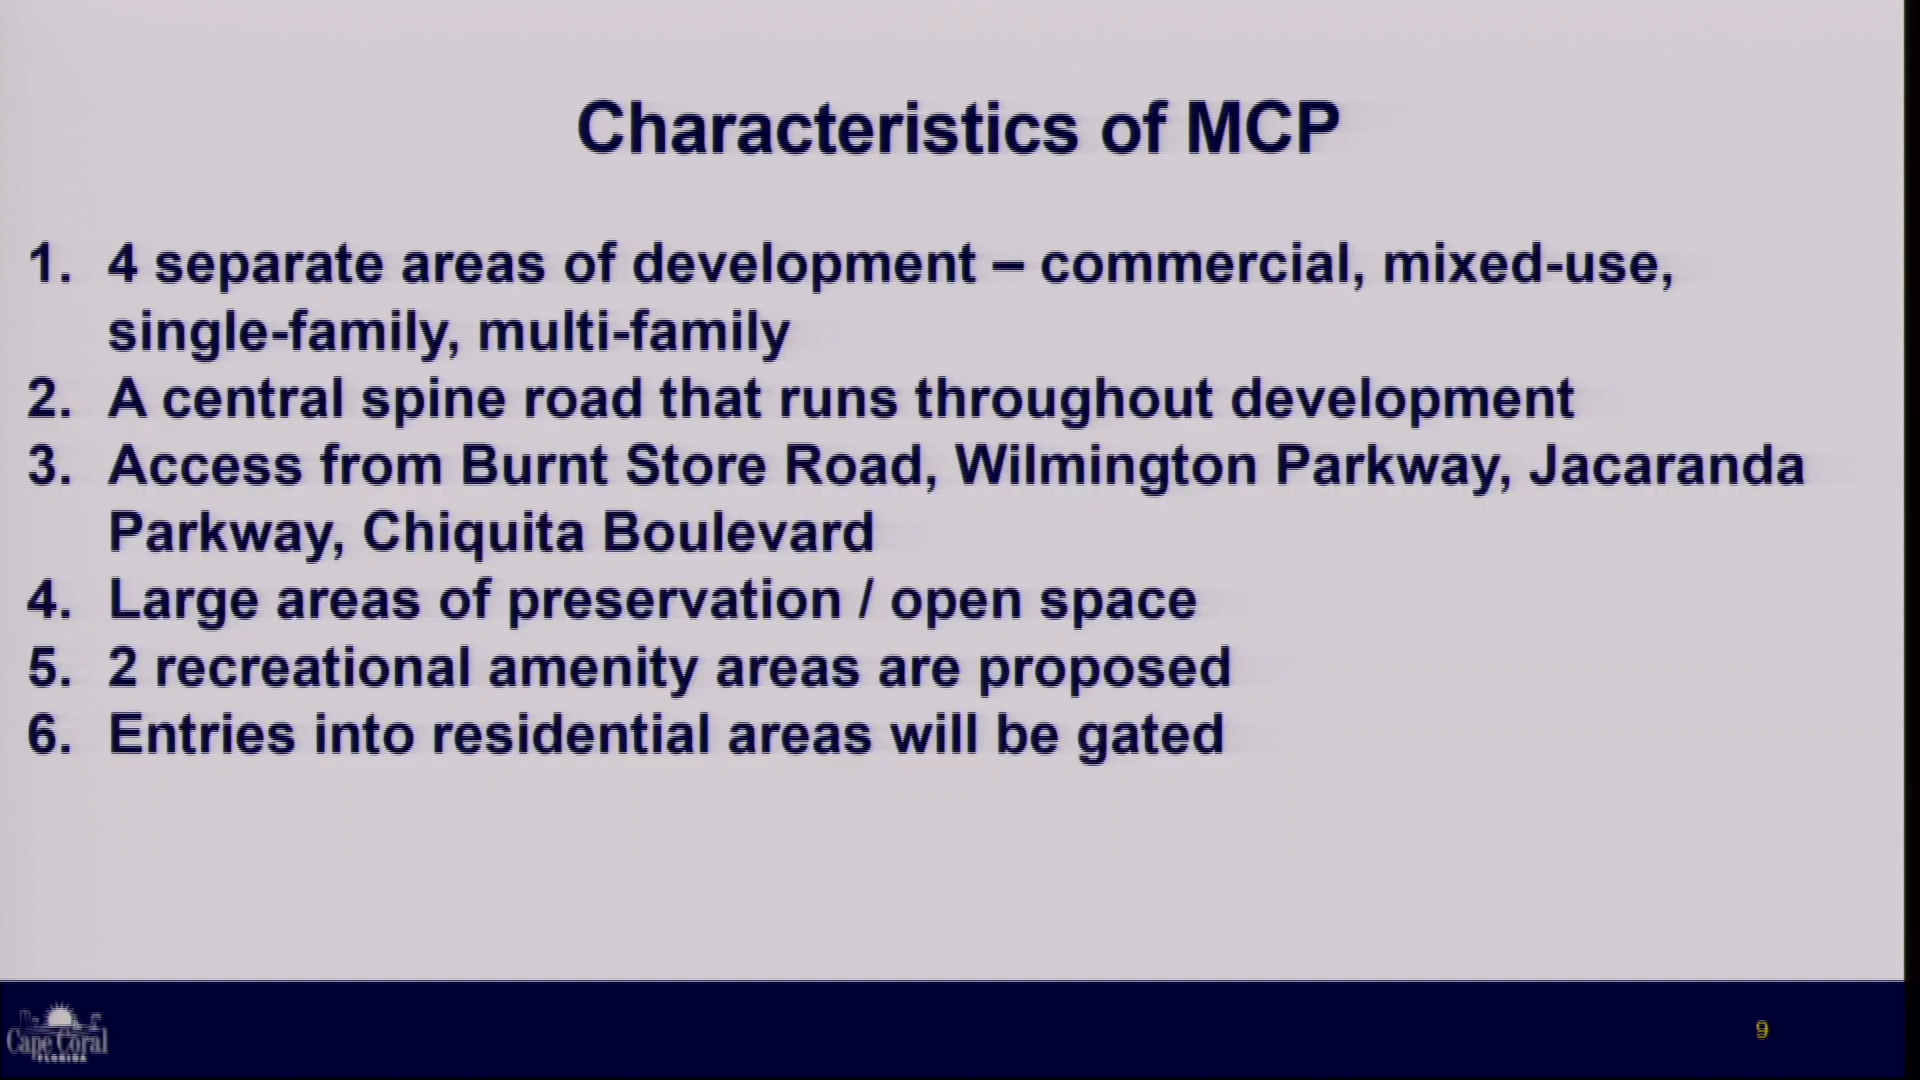 Characteristics of MCP
1. 4 separate areas of development – commercial, mixed-use,
single-family, multi-family
2. A central spine road that runs throughout development
3. Access from Burnt Store Road, Wilmington Parkway, Jacaranda
Parkway, Chiquita Boulevard
4. Large areas of preservation / open space
5. 2 recreational amenity areas are proposed
6. Entries into residential areas will be gated
Cape Coral
FLORIDA
9